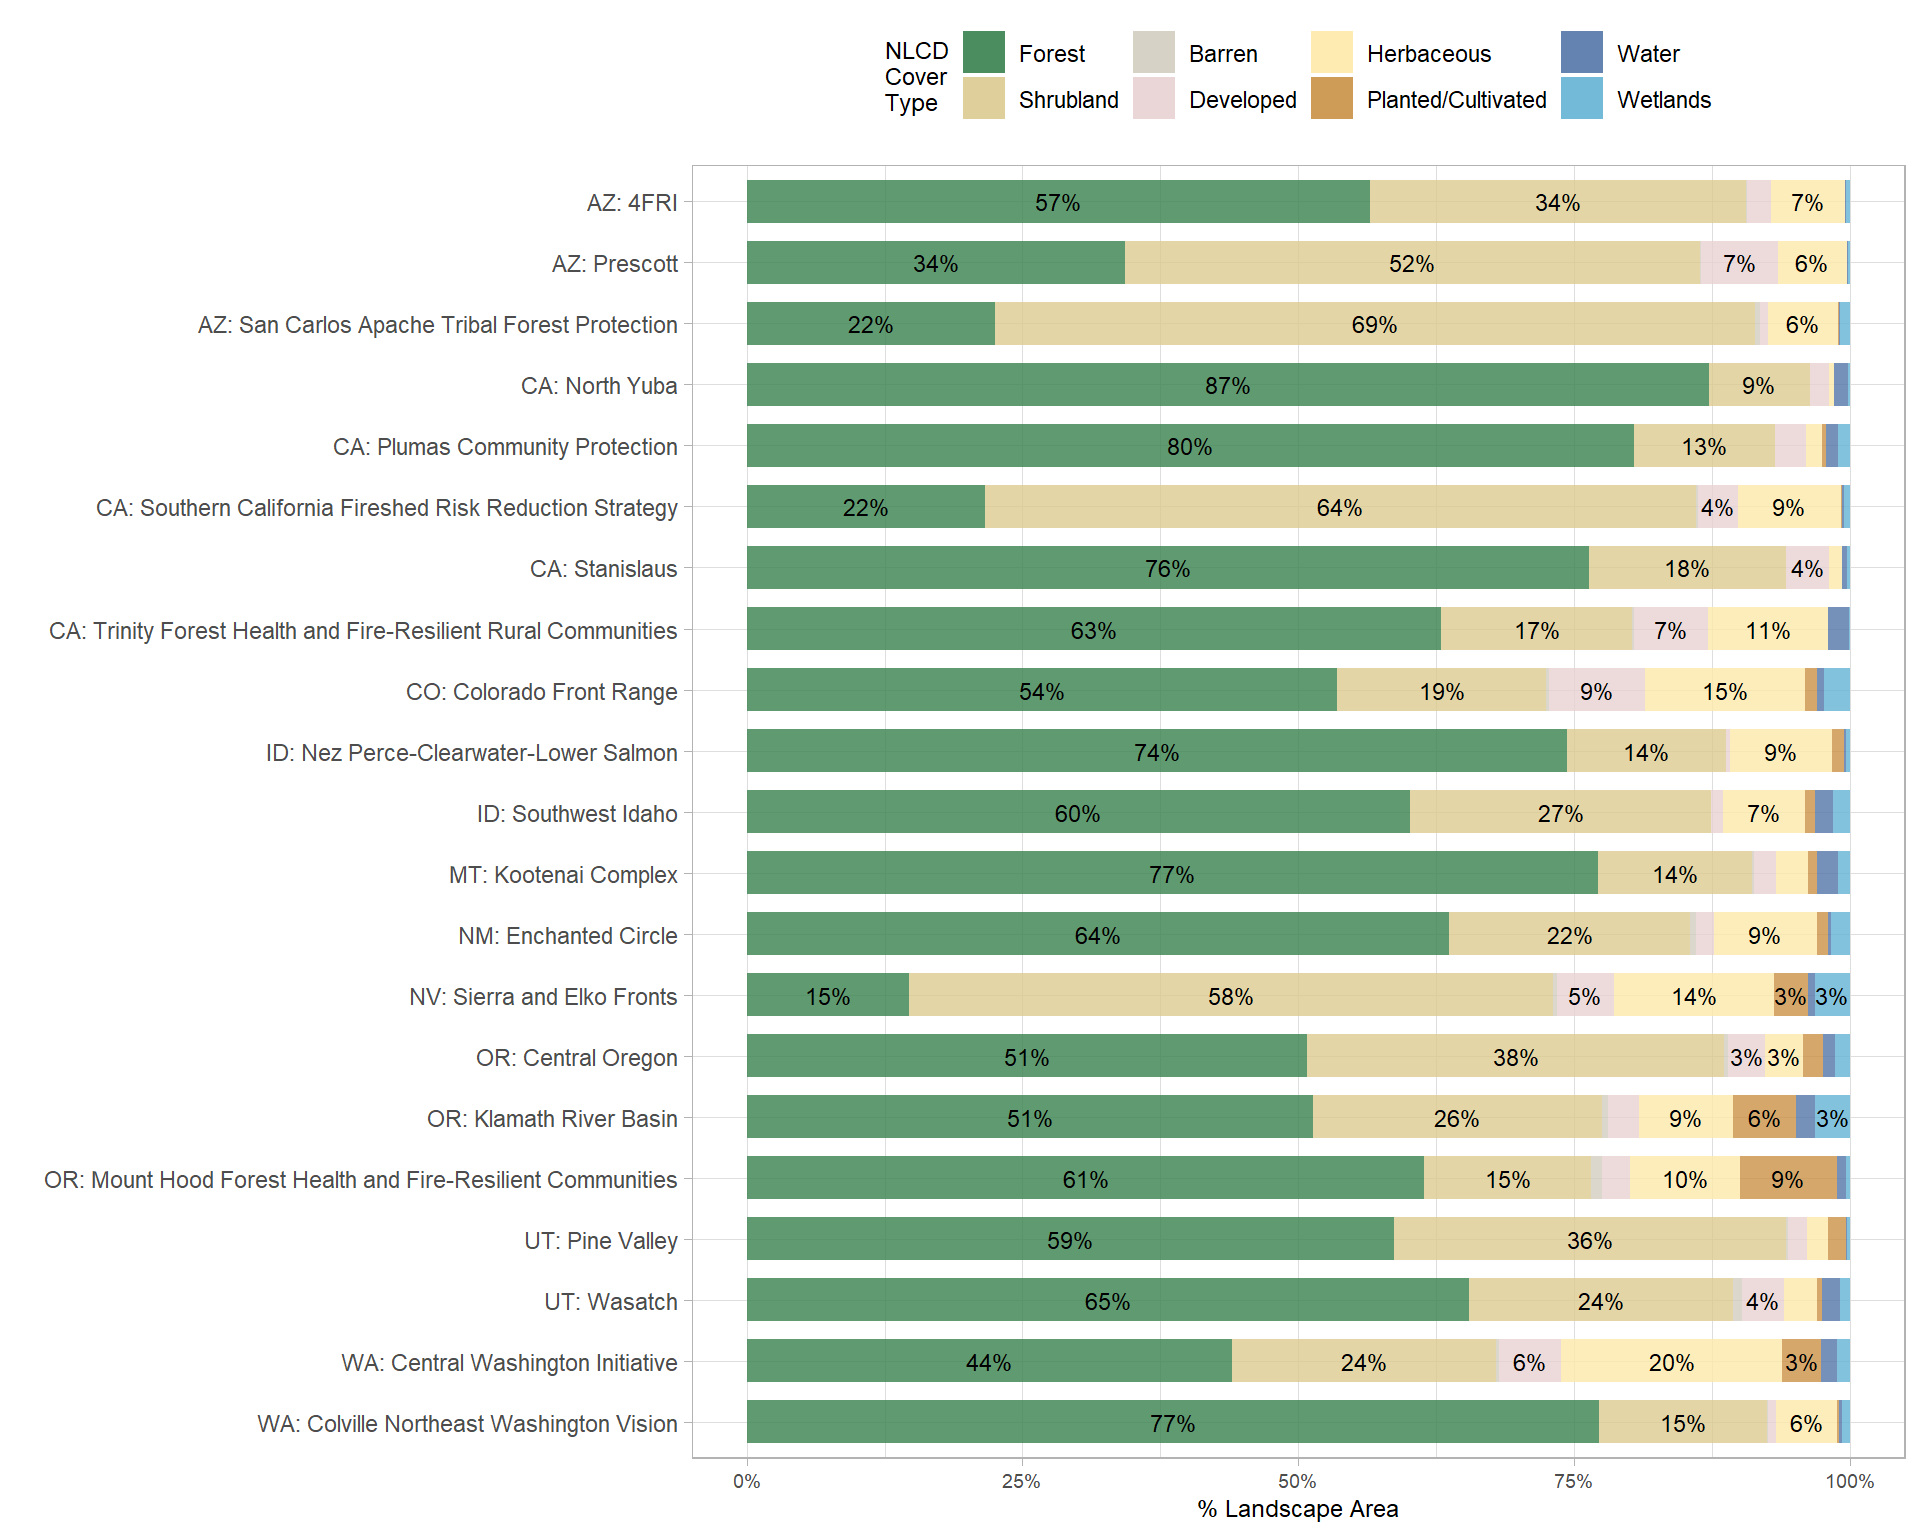 NLCD
Cover
Type
Forest
Barren
Herbaceous
Water
Shrubland
Developed
Planted/Cultivated
Wetlands
AZ: 4FRI 57% 34% 7%
AZ: Prescott 34% 52% 7% 6%
AZ: San Carlos Apache Tribal Forest Protection 22% 69% 6%
CA: North Yuba 87% 9%
CA: Plumas Community Protection 80% 13%
CA: Southern California Fireshed Risk Reduction Strategy 22% 64% 4% 9%
CA: Stanislaus 76% 18% 4%
CA: Trinity Forest Health and Fire-Resilient Rural Communities 63% 17% 7% 11%
CO: Colorado Front Range 54% 19% 9% 15%
ID: Nez Perce-Clearwater-Lower Salmon 74% 14% 9%
ID: Southwest Idaho 60% 27% 7%
MT: Kootenai Complex 77% 14%
NM: Enchanted Circle 64% 22% 9%
NV: Sierra and Elko Fronts 15% 58% 5% 14% 3% 3%
OR: Central Oregon 51% 38% 3% 3%
OR: Klamath River Basin 51% 26% 9% 6% 3%
OR: Mount Hood Forest Health and Fire-Resilient Communities 61% 15% 10% 9%
UT: Pine Valley 59% 36%
UT: Wasatch 65% 24% 4%
WA: Central Washington Initiative 44% 24% 6% 20% 3%
WA: Colville Northeast Washington Vision 77% 15% 6%
0% 25% 50% 75% 100%
% Landscape Area